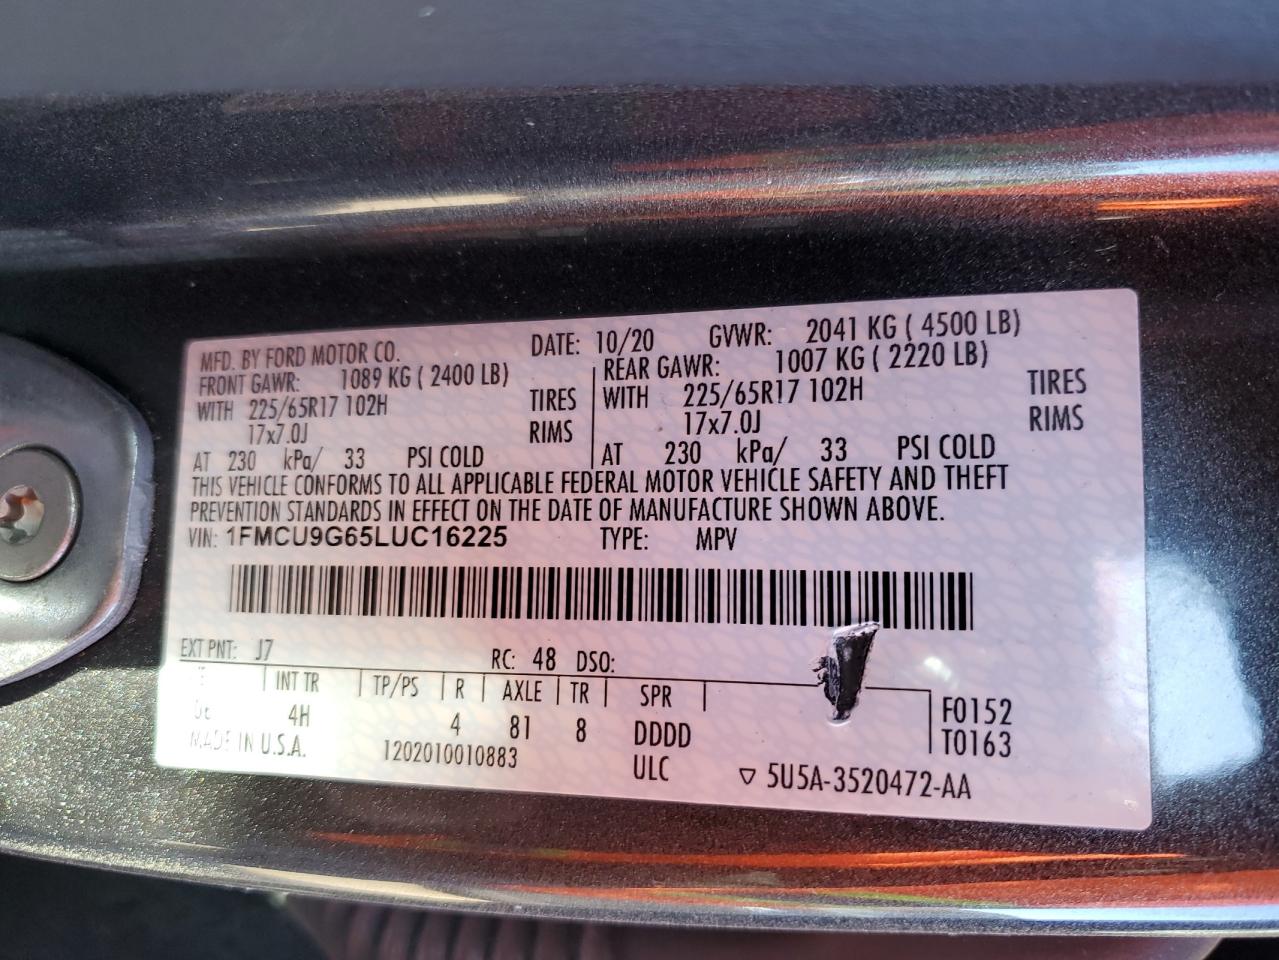 MFD. BY FORD MOTOR CO. DATE: 10/20 GVWR: 2041 KG ( 4500 LB)
FRONT GAWR: 1089 KG ( 2400 LB) REAR GAWR: 1007 KG ( 2220 LB)
WITH 225/65R17 102H TIRES WITH 225/65R17 102H TIRES
17x7.0J RIMS 17x7.0J RIMS
AT 230 kPa/ 33 PSI COLD AT 230 kPa/ 33 PSI COLD
THIS VEHICLE CONFORMS TO ALL APPLICABLE FEDERAL MOTOR VEHICLE SAFETY AND THEFT
PREVENTION STANDARDS IN EFFECT ON THE DATE OF MANUFACTURE SHOWN ABOVE.
VIN: 1FMCU9G65LUC16225 TYPE: MPV
EXT PNT: J7 RC: 48 DSO:
INT TR TP/PS R AXLE TR SPR
4H 4 81 8 DDDD F0152
MADE IN U.S.A. 1202010010883 ULC T0163
▽ 5U5A-3520472-AA